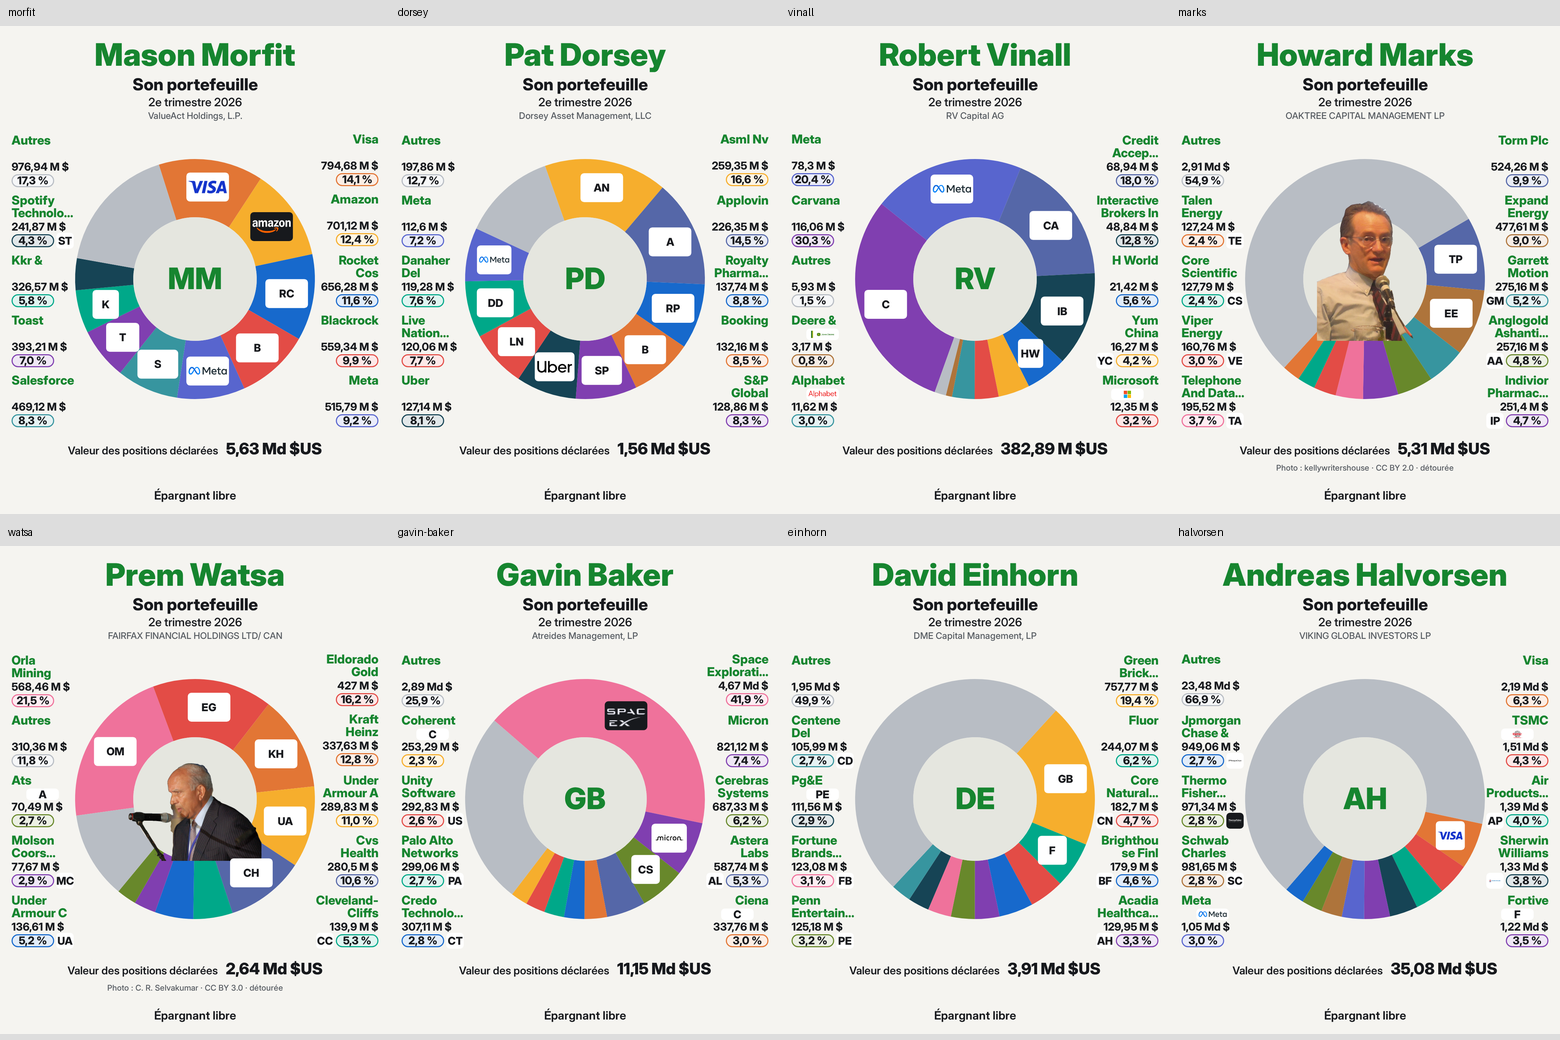 morfit
Mason Morfit
Son portefeuille
2e trimestre 2026
ValueAct Holdings, L.P.
Autres
976,94 M $
17,3 %
Spotify
Technolo...
241,87 M $
4,3 % ST
Kkr &
326,57 M $
5,8 %
Toast
393,21 M $
7,0 %
Salesforce
469,12 M $
8,3 %
VISA
amazon
RC
B
Meta
S
T
K
MM
Visa
794,68 M $
14,1 %
Amazon
701,12 M $
12,4 %
Rocket
Cos
656,28 M $
11,6 %
Blackrock
559,34 M $
9,9 %
Meta
515,79 M $
9,2 %
Valeur des positions déclarées 5,63 Md $US
Épargnant libre
dorsey
Pat Dorsey
Son portefeuille
2e trimestre 2026
Dorsey Asset Management, LLC
Autres
197,86 M $
12,7 %
Meta
112,6 M $
7,2 %
Danaher
Del
119,28 M $
7,6 %
Live
Nation...
120,06 M $
7,7 %
Uber
127,14 M $
8,1 %
AN
A
RP
B
SP
Uber
LN
DD
Meta
PD
Asml Nv
259,35 M $
16,6 %
Applovin
226,35 M $
14,5 %
Royalty
Pharma...
137,74 M $
8,8 %
Booking
132,16 M $
8,5 %
S&P
Global
128,86 M $
8,3 %
Valeur des positions déclarées 1,56 Md $US
Épargnant libre
vinall
Robert Vinall
Son portefeuille
2e trimestre 2026
RV Capital AG
Meta
78,3 M $
20,4 %
Carvana
116,06 M $
30,3 %
Autres
5,93 M $
1,5 %
Deere &
3,17 M $
0,8 %
Alphabet
Alphabet
11,62 M $
3,0 %
Meta
CA
IB
HW
C
RV
Credit
Accep...
68,94 M $
18,0 %
Interactive
Brokers In
48,84 M $
12,8 %
H World
21,42 M $
5,6 %
Yum
China
16,27 M $
YC 4,2 %
Microsoft
12,35 M $
3,2 %
Valeur des positions déclarées 382,89 M $US
Épargnant libre
marks
Howard Marks
Son portefeuille
2e trimestre 2026
OAKTREE CAPITAL MANAGEMENT LP
Autres
2,91 Md $
54,9 %
Talen
Energy
127,24 M $
2,4 % TE
Core
Scientific
127,79 M $
2,4 % CS
Viper
Energy
160,76 M $
3,0 % VE
Telephone
And Data...
195,52 M $
3,7 % TA
TP
EE
Torm Plc
524,26 M $
9,9 %
Expand
Energy
477,61 M $
9,0 %
Garrett
Motion
275,16 M $
GM 5,2 %
Anglogold
Ashanti...
257,16 M $
AA 4,8 %
Indivior
Pharmac...
251,4 M $
IP 4,7 %
Valeur des positions déclarées 5,31 Md $US
Photo : kellywritershouse · CC BY 2.0 · détourée
Épargnant libre
watsa
Prem Watsa
Son portefeuille
2e trimestre 2026
FAIRFAX FINANCIAL HOLDINGS LTD/ CAN
Orla
Mining
568,46 M $
21,5 %
Autres
310,36 M $
11,8 %
Ats
A
70,49 M $
2,7 %
Molson
Coors...
77,67 M $
2,9 % MC
Under
Armour C
136,61 M $
5,2 % UA
EG
KH
UA
CH
OM
Eldorado
Gold
427 M $
16,2 %
Kraft
Heinz
337,63 M $
12,8 %
Under
Armour A
289,83 M $
11,0 %
Cvs
Health
280,5 M $
10,6 %
Cleveland-
Cliffs
139,9 M $
CC 5,3 %
Valeur des positions déclarées 2,64 Md $US
Photo : C. R. Selvakumar · CC BY 3.0 · détourée
Épargnant libre
gavin-baker
Gavin Baker
Son portefeuille
2e trimestre 2026
Atreides Management, LP
Autres
2,89 Md $
25,9 %
Coherent
C
253,29 M $
2,3 %
Unity
Software
292,83 M $
2,6 % US
Palo Alto
Networks
299,06 M $
2,7 % PA
Credo
Technolo...
307,11 M $
2,8 % CT
SPACEX
micron
CS
GB
Space
Explorati...
4,67 Md $
41,9 %
Micron
821,12 M $
7,4 %
Cerebras
Systems
687,33 M $
6,2 %
Astera
Labs
587,74 M $
AL 5,3 %
Ciena
C
337,76 M $
3,0 %
Valeur des positions déclarées 11,15 Md $US
Épargnant libre
einhorn
David Einhorn
Son portefeuille
2e trimestre 2026
DME Capital Management, LP
Autres
1,95 Md $
49,9 %
Centene
Del
105,99 M $
2,7 % CD
Pg&E
PE
111,56 M $
2,9 %
Fortune
Brands...
123,08 M $
3,1 % FB
Penn
Entertain...
125,18 M $
3,2 % PE
GB
F
DE
Green
Brick...
757,77 M $
19,4 %
Fluor
244,07 M $
6,2 %
Core
Natural...
182,7 M $
CN 4,7 %
Brighthou
se Finl
179,9 M $
BF 4,6 %
Acadia
Healthca...
129,95 M $
AH 3,3 %
Valeur des positions déclarées 3,91 Md $US
Épargnant libre
halvorsen
Andreas Halvorsen
Son portefeuille
2e trimestre 2026
VIKING GLOBAL INVESTORS LP
Autres
23,48 Md $
66,9 %
Jpmorgan
Chase &
949,06 M $
2,7 %
Thermo
Fisher...
971,34 M $
2,8 %
Schwab
Charles
981,65 M $
2,8 % SC
Meta
Meta
1,05 Md $
3,0 %
VISA
AH
Visa
2,19 Md $
6,3 %
TSMC
1,51 Md $
4,3 %
Air
Products...
1,39 Md $
AP 4,0 %
Sherwin
Williams
1,33 Md $
3,8 %
Fortive
F
1,22 Md $
3,5 %
Valeur des positions déclarées 35,08 Md $US
Épargnant libre